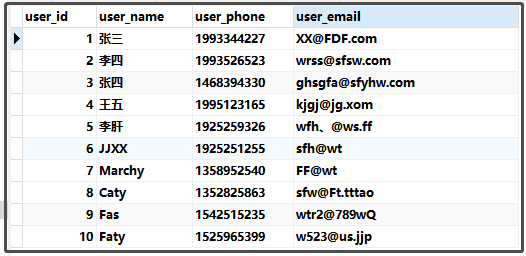 user_id user_name user_phone user_email
1 张三 1993344227 XX@FDF.com
2 李四 1993526523 wrss@sfsw.com
3 张四 1468394330 ghsgfa@sfyhw.com
4 王五 1995123165 kjgj@jg.xom
5 李肝 1925259326 wfh、@ws.ff
6 JJXX 1925251255 sfh@wt
7 Marchy 1358952540 FF@wt
8 Caty 1352825863 sfw@Ft.tttao
9 Fas 1542515235 wtr2@789wQ
10 Faty 1525965399 w523@us.jjp